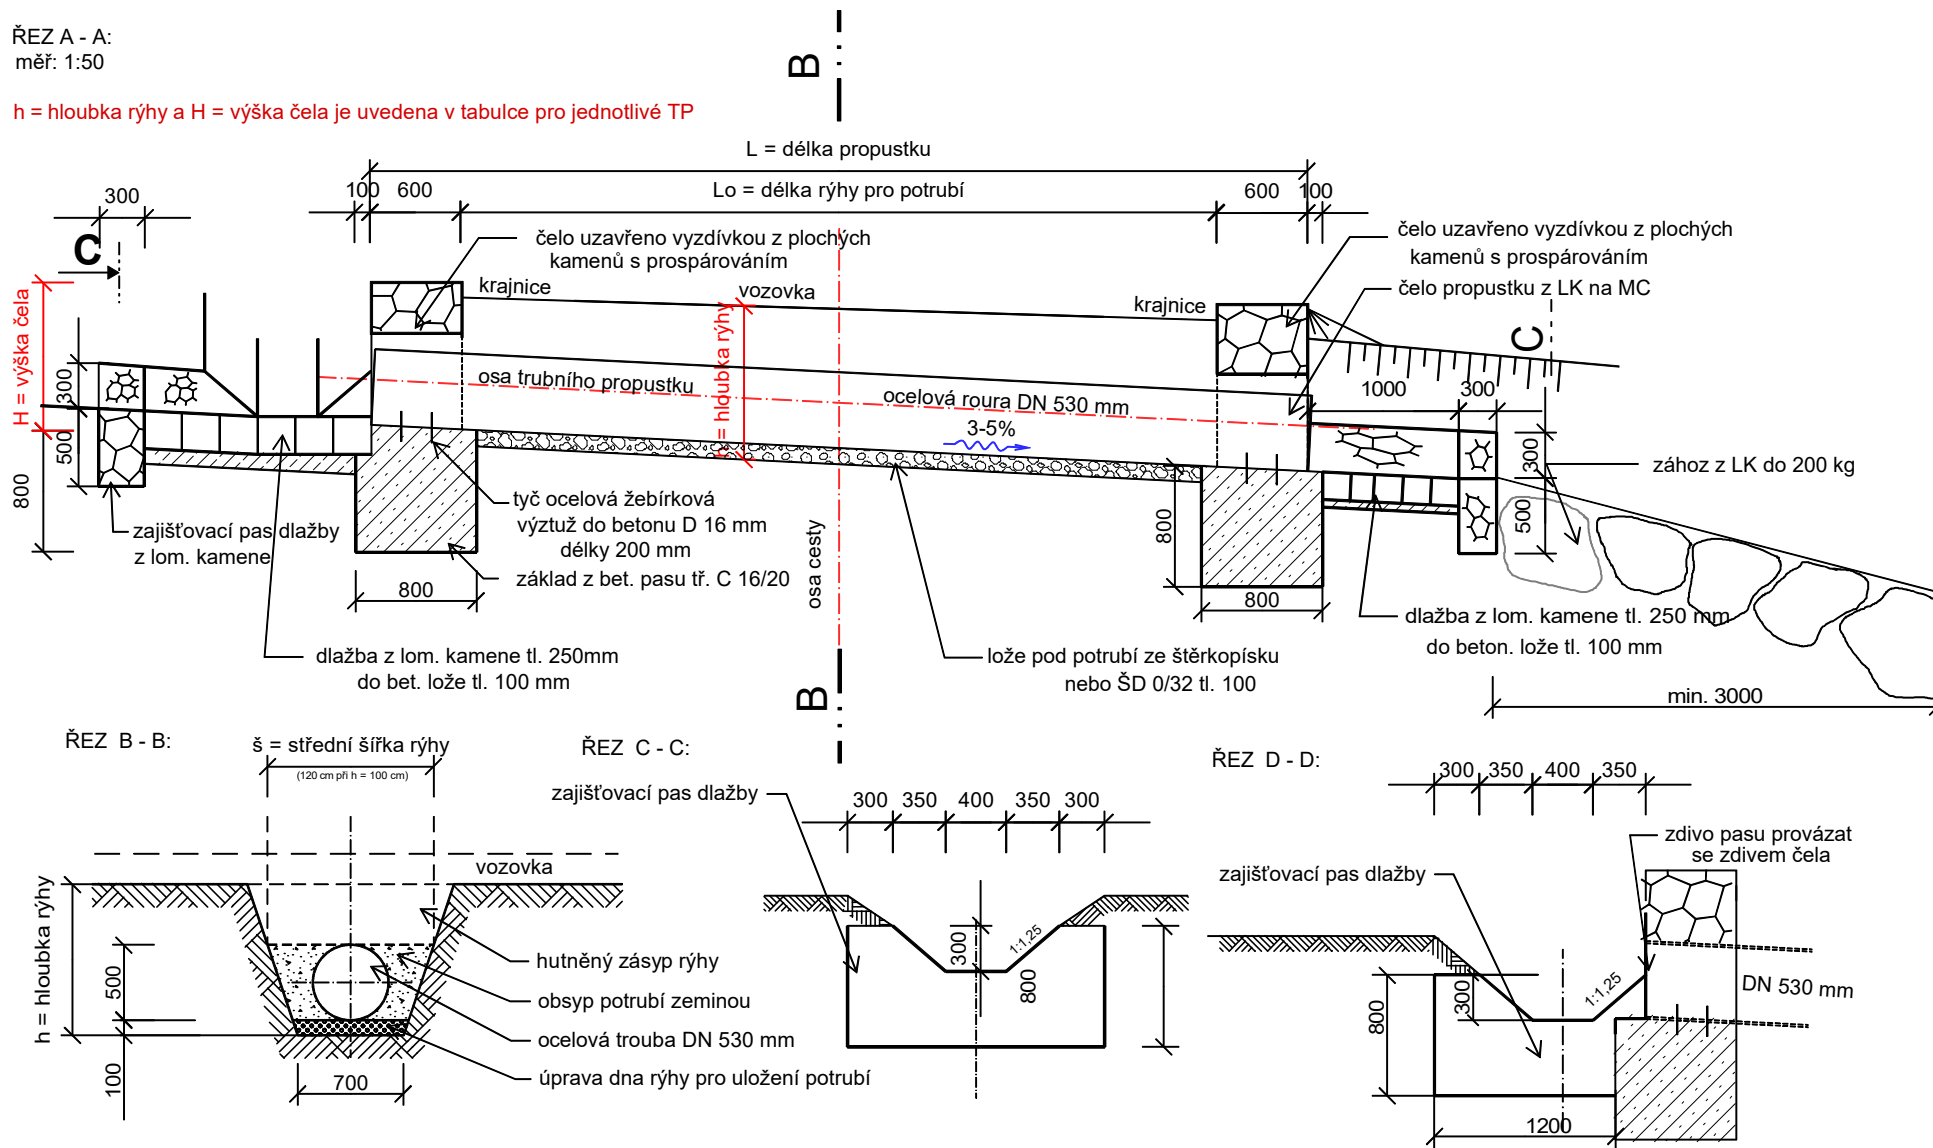 ŘEZ A - A:
měř: 1:50
h = hloubka rýhy a H = výška čela je uvedena v tabulce pro jednotlivé TP
B
L = délka propustku
300
100
600
Lo = délka rýhy pro potrubí
600
100
C
čelo uzavřeno vyzdívkou z plochých
kamenů s prospárováním
čelo uzavřeno vyzdívkou z plochých
kamenů s prospárováním
čelo propustku z LK na MC
krajnice
vozovka
krajnice
H = výška čela
h = hloubka rýhy
C
300
500
800
osa trubního propustku
ocelová roura DN 530 mm
3-5%
1000
300
300
500
zához z LK do 200 kg
tyč ocelová žebírková
výztuž do betonu D 16 mm
délky 200 mm
základ z bet. pasu tř. C 16/20
zajišťovací pas dlažby
z lom. kamene
800
osa cesty
800
800
dlažba z lom. kamene tl. 250mm
do bet. lože tl. 100 mm
lože pod potrubí ze štěrkopísku
nebo ŠD 0/32 tl. 100
dlažba z lom. kamene tl. 250 mm
do beton. lože tl. 100 mm
min. 3000
B
ŘEZ B - B:
š = střední šířka rýhy
(120 cm při h = 100 cm)
vozovka
h = hloubka rýhy
500
100
700
hutněný zásyp rýhy
obsyp potrubí zeminou
ocelová trouba DN 530 mm
úprava dna rýhy pro uložení potrubí
ŘEZ C - C:
zajišťovací pas dlažby
300
350
400
350
300
300
1:1,25
800
ŘEZ D - D:
300
350
400
350
zdivo pasu provázat
se zdivem čela
zajišťovací pas dlažby
300
1:1,25
800
DN 530 mm
1200